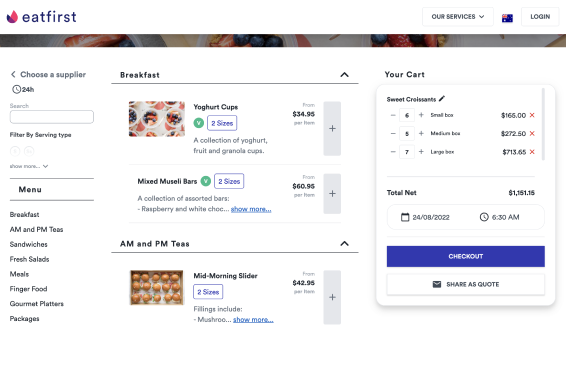 eatfirst
OUR SERVICES
LOGIN
Choose a supplier
24h
Search
Filter By Serving type
show more...
Menu
Breakfast
AM and PM Teas
Sandwiches
Fresh Salads
Meals
Finger Food
Gourmet Platters
Packages
Breakfast
Yoghurt Cups
V 2 Sizes
A collection of yoghurt,
fruit and granola cups.
From
$34.95
per Item
+
Mixed Museli Bars V 2 Sizes
A collection of assorted bars:
- Raspberry and white choc... show more...
From
$60.95
per Item
+
AM and PM Teas
Mid-Morning Slider
2 Sizes
Fillings include:
- Mushroo... show more...
From
$42.95
per Item
+
Your Cart
Sweet Croissants
− 6 + Small box $165.00 ×
− 5 + Medium box $272.50 ×
− 7 + Large box $713.65 ×
Total Net $1,151.15
24/08/2022 6:30 AM
CHECKOUT
SHARE AS QUOTE